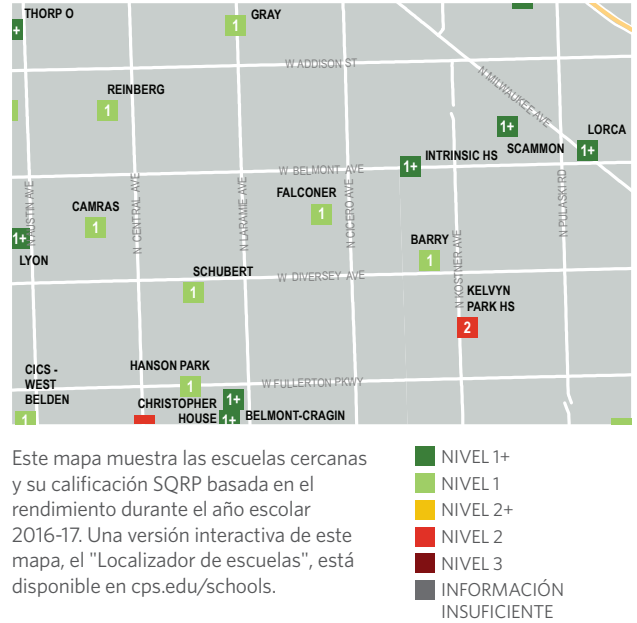 THORP O
1+
GRAY
1
W ADDISON ST
N MILWAUKEE AVE
REINBERG
1
1
1+
SCAMMON
LORCA
1+
W BELMONT AVE
1+
INTRINSIC HS
FALCONER
1
CAMRAS
1
N AUSTIN AVE
N CENTRAL AVE
N LARAMIE AVE
N CICERO AVE
N KOSTNER AVE
N PULASKI RD
1+
LYON
BARRY
1
SCHUBERT
1
W DIVERSEY AVE
KELVYN
PARK HS
2
CICS -
WEST
BELDEN
1
HANSON PARK
1
W FULLERTON PKWY
CHRISTOPHER
HOUSE
1+
1+
BELMONT-CRAGIN
Este mapa muestra las escuelas cercanas
y su calificación SQRP basada en el
rendimiento durante el año escolar
2016-17. Una versión interactiva de este
mapa, el "Localizador de escuelas", está
disponible en cps.edu/schools.
NIVEL 1+
NIVEL 1
NIVEL 2+
NIVEL 2
NIVEL 3
INFORMACIÓN
INSUFICIENTE